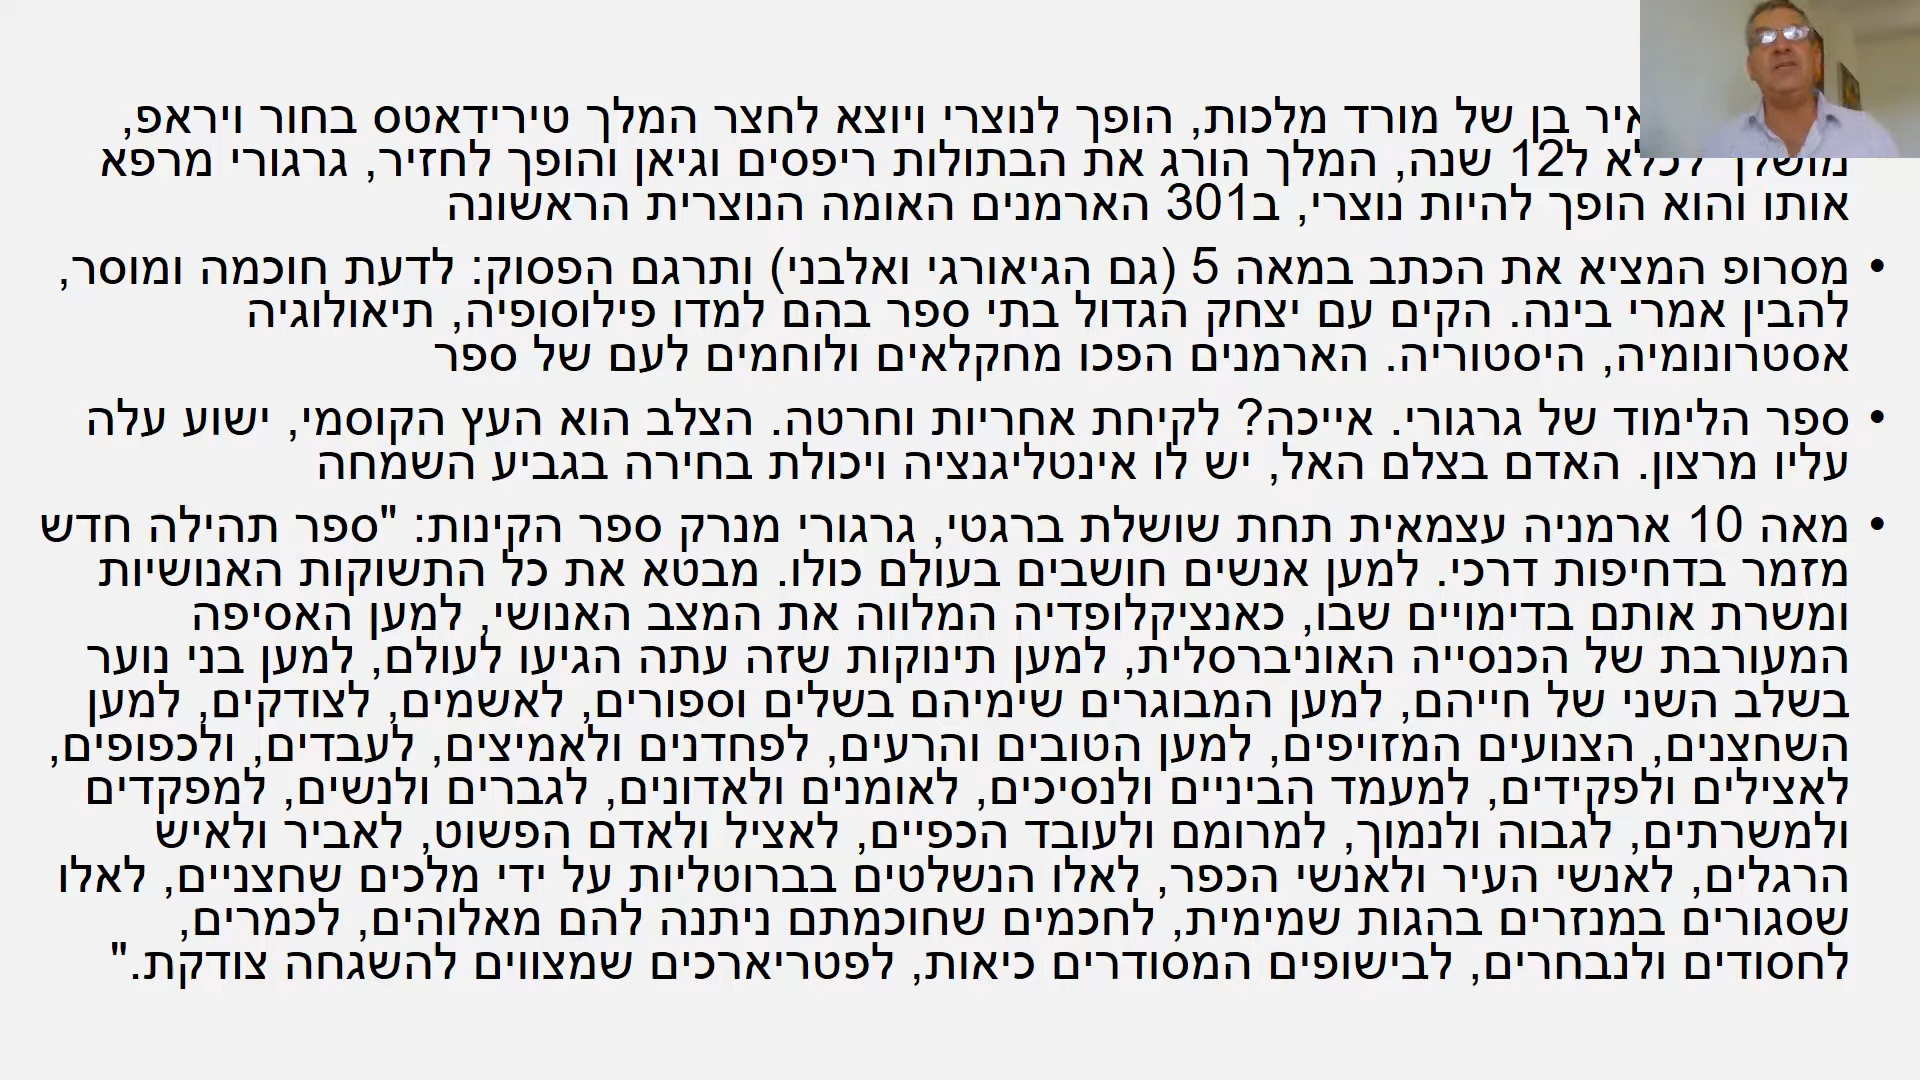 בן של מורד מלכות, הופך לנוצרי ויוצא לחצר המלך טירידאטס בחור ויראפ,
מושלך לכלא ל12 שנה, המלך הורג את הבתולות ריפסים וגיאן והופך לחזיר, גרגורי מרפא
אותו והוא הופך להיות נוצרי, ב301 הארמנים האומה הנוצרית הראשונה
• מסרופ המציא את הכתב במאה 5 (גם הגיאורגי ואלבני) ותרגם הפסוק: לדעת חוכמה ומוסר,
להבין אמרי בינה. הקים עם יצחק הגדול בתי ספר בהם למדו פילוסופיה, תיאולוגיה
אסטרונומיה, היסטוריה. הארמנים הפכו מחקלאים ולוחמים לעם של ספר
• ספר הלימוד של גרגורי. אייכה? לקיחת אחריות וחרטה. הצלב הוא העץ הקוסמי, ישוע עלה
עליו מרצון. האדם בצלם האל, יש לו אינטליגנציה ויכולת בחירה בגביע השמחה
• מאה 10 ארמניה עצמאית תחת שושלת ברגטי, גרגורי מנרק ספר הקינות: "ספר תהילה חדש
מזמר בדחיפות דרכי. למען אנשים חושבים בעולם כולו. מבטא את כל התשוקות האנושיות
ומשרת אותם בדימויים שבו, כאנציקלופדיה המלווה את המצב האנושי, למען האסיפה
המעורבת של הכנסייה האוניברסלית, למען תינוקות שזה עתה הגיעו לעולם, למען בני נוער
בשלב השני של חייהם, למען המבוגרים שימיהם בשלים וספורים, לאשמים, לצודקים, למען
השחצנים, הצנועים המזויפים, למען הטובים והרעים, לפחדנים ולאמיצים, לעבדים, ולכפופים,
לאצילים ולפקידים, למעמד הביניים ולנסיכים, לאומנים ולאדונים, לגברים ולנשים, למפקדים
ולמשרתים, לגבוה ולנמוך, למרומם ולעובד הכפיים, לאציל ולאדם הפשוט, לאביר ולאיש
הרגלים, לאנשי העיר ולאנשי הכפר, לאלו הנשלטים בברוטליות על ידי מלכים שחצניים, לאלו
שסגורים במנזרים בהגות שמימית, לחכמים שחוכמתם ניתנה להם מאלוהים, לכמרים,
לחסודים ולנבחרים, לבישופים המסודרים כיאות, לפטריארכים שמצווים להשגחה צודקת."